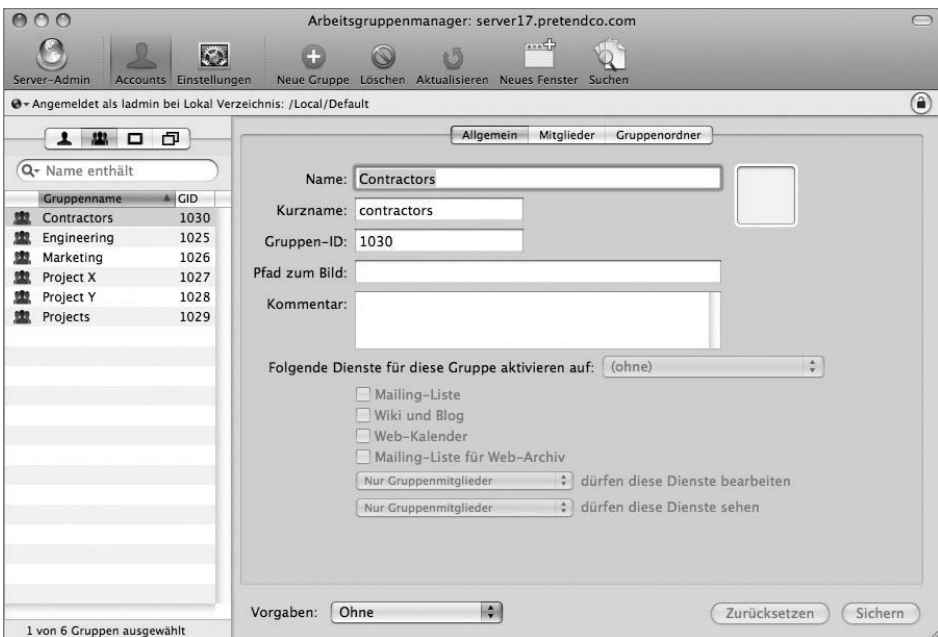 Arbeitsgruppenmanager: server17.pretendco.com
Server-Admin Accounts Einstellungen Neue Gruppe Löschen Aktualisieren Neues Fenster Suchen
Angemeldet als ladmin bei Lokal Verzeichnis: /Local/Default
Name enthält
Gruppenname GID
Contractors 1030
Engineering 1025
Marketing 1026
Project X 1027
Project Y 1028
Projects 1029
1 von 6 Gruppen ausgewählt
Allgemein Mitglieder Gruppenordner
Name: Contractors
Kurzname: contractors
Gruppen-ID: 1030
Pfad zum Bild:
Kommentar:
Folgende Dienste für diese Gruppe aktivieren auf: (ohne)
Mailing-Liste
Wiki und Blog
Web-Kalender
Mailing-Liste für Web-Archiv
Nur Gruppenmitglieder dürfen diese Dienste bearbeiten
Nur Gruppenmitglieder dürfen diese Dienste sehen
Vorgaben: Ohne Zurücksetzen Sichern